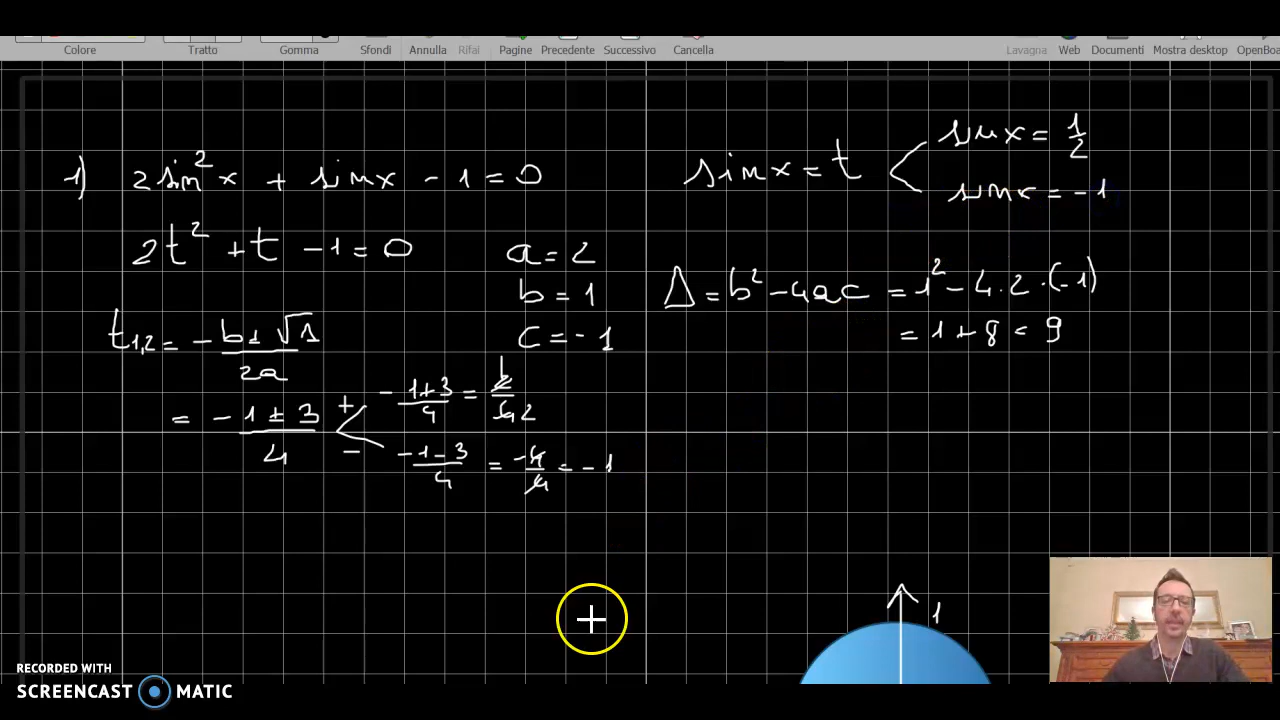 Colore Tratto Gomma Sfondi Annulla Rifai Pagine Precedente Successivo Cancella Lavagna Web Documenti Mostra desktop OpenBoa
1) 2sin²x + sinx - 1 = 0
sinx = t
sinx = 1/2
sinx = -1
2t² + t - 1 = 0
a = 2
b = 1
c = -1
Δ = b² - 4ac = 1² - 4·2·(-1)
= 1 + 8 = 9
t1,2 = (-b ± √Δ)/2a
= (-1 ± 3)/4
+ (-1+3)/4 = 2/4 1/2
- (-1-3)/4 = -4/4 = -1
1
RECORDED WITH
SCREENCAST MATIC